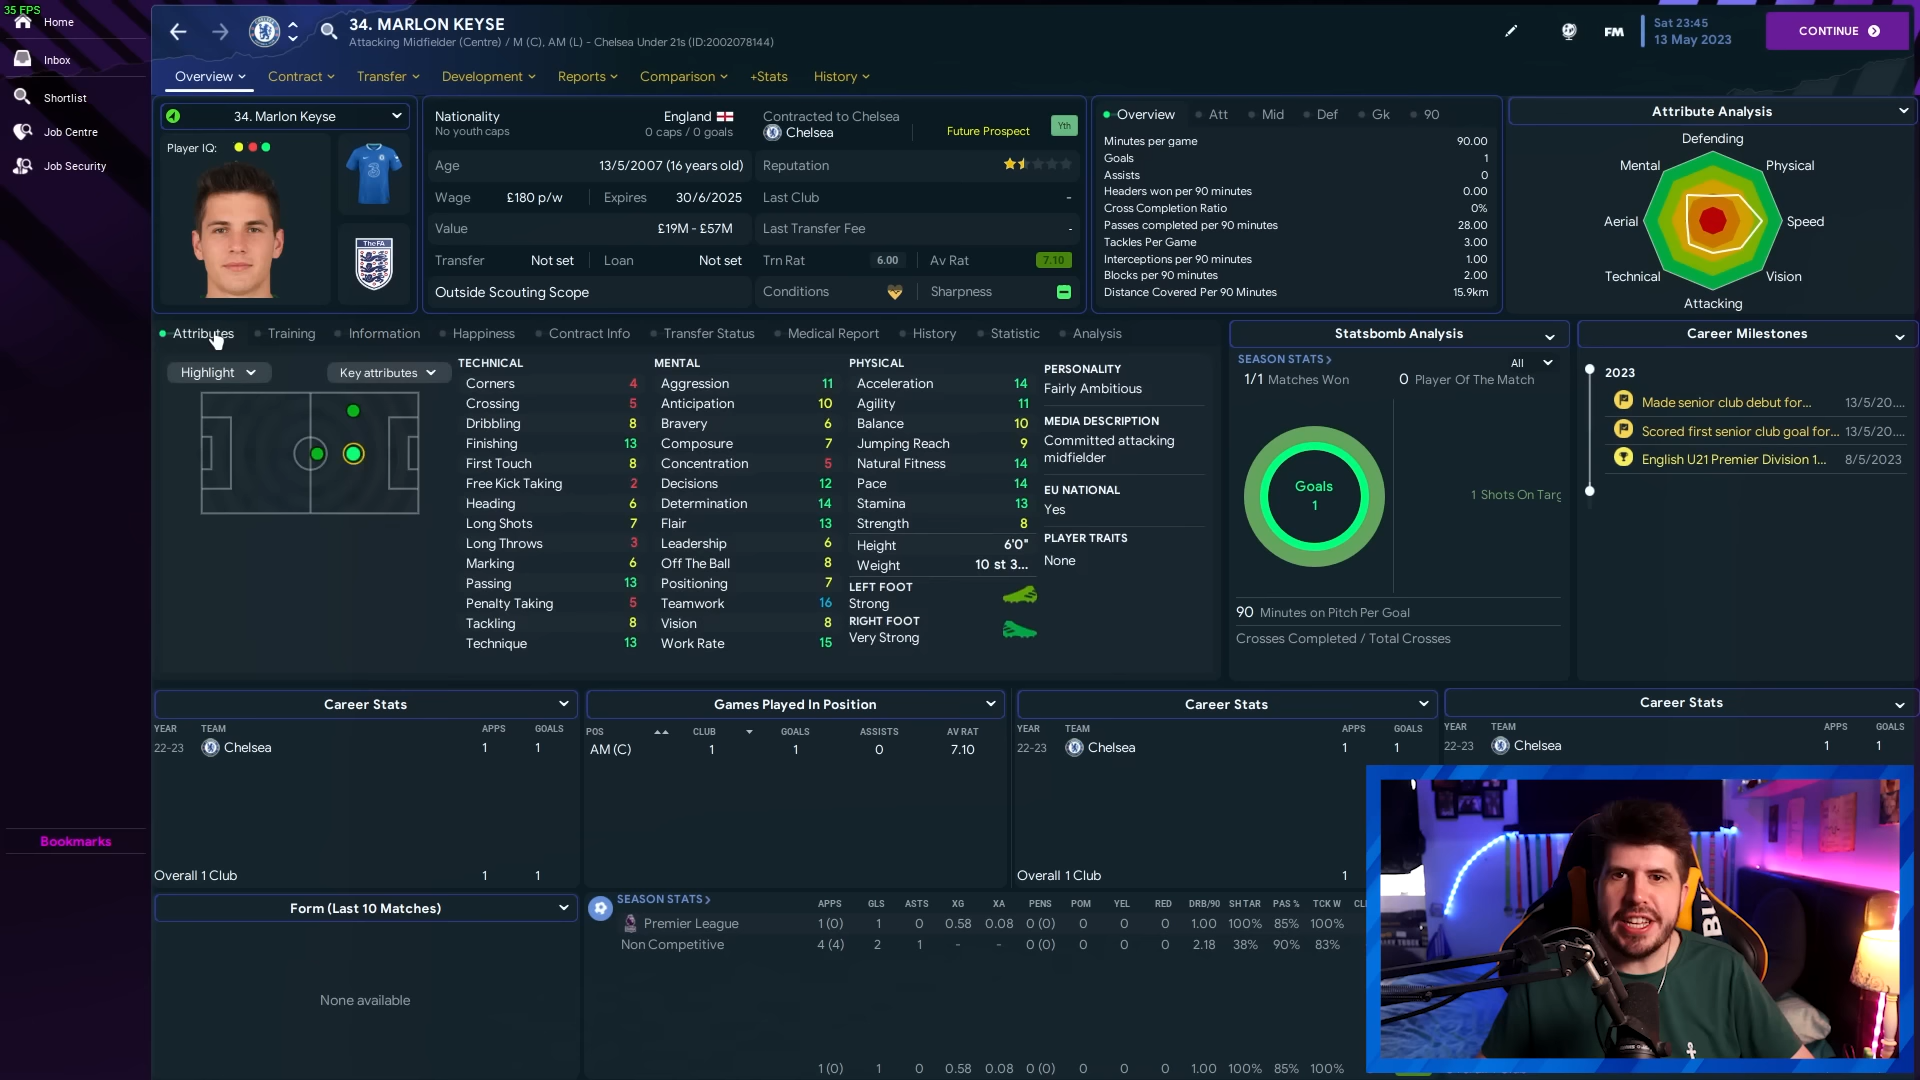 35 FPS
Home
Inbox
Shortlist
Job Centre
Job Security
Bookmarks
34. MARLON KEYSE
Attacking Midfielder (Centre) / M (C), AM (L) - Chelsea Under 21s (ID:2002078144)
FM
Sat 23:45
13 May 2023
CONTINUE
Overview
Contract
Transfer
Development
Reports
Comparison
+Stats
History
34. Marlon Keyse
Player IQ:
3
The FA
Nationality England
No youth caps 0 caps / 0 goals
Age 13/5/2007 (16 years old)
Wage £180 p/w Expires 30/6/2025
Value £19M - £57M
Transfer Not set Loan Not set
Outside Scouting Scope
Contracted to Chelsea
Chelsea
Future Prospect
Yth
Reputation
Last Club -
Last Transfer Fee -
Trn Rat 6.00 Av Rat 7.10
Conditions Sharpness
Overview Att Mid Def Gk 90
Minutes per game 90.00
Goals 1
Assists 0
Headers won per 90 minutes 0.00
Cross Completion Ratio 0%
Passes completed per 90 minutes 28.00
Tackles Per Game 3.00
Interceptions per 90 minutes 1.00
Blocks per 90 minutes 2.00
Distance Covered Per 90 Minutes 15.9km
Attribute Analysis
Defending
Mental Physical
Aerial Speed
Technical Vision
Attacking
Attributes Training Information Happiness Contract Info Transfer Status Medical Report History Statistic Analysis
Highlight
Key attributes
TECHNICAL
Corners 4
Crossing 5
Dribbling 8
Finishing 13
First Touch 8
Free Kick Taking 2
Heading 6
Long Shots 7
Long Throws 3
Marking 6
Passing 13
Penalty Taking 5
Tackling 8
Technique 13
MENTAL
Aggression 11
Anticipation 10
Bravery 6
Composure 7
Concentration 5
Decisions 12
Determination 14
Flair 13
Leadership 6
Off The Ball 8
Positioning 7
Teamwork 16
Vision 8
Work Rate 15
PHYSICAL
Acceleration 14
Agility 11
Balance 10
Jumping Reach 9
Natural Fitness 14
Pace 14
Stamina 13
Strength 8
Height 6'0"
Weight 10 st 3...
LEFT FOOT
Strong
RIGHT FOOT
Very Strong
PERSONALITY
Fairly Ambitious
MEDIA DESCRIPTION
Committed attacking
midfielder
EU NATIONAL
Yes
PLAYER TRAITS
None
Statsbomb Analysis
SEASON STATS
All
1/1 Matches Won
0 Player Of The Match
Goals
1
1 Shots On Targ
90 Minutes on Pitch Per Goal
Crosses Completed / Total Crosses
Career Milestones
2023
Made senior club debut for... 13/5/20....
Scored first senior club goal for... 13/5/20....
English U21 Premier Division 1... 8/5/2023
Career Stats
YEAR TEAM APPS GOALS
22-23 Chelsea 1 1
Overall 1 Club 1 1
Games Played In Position
POS CLUB GOALS ASSISTS AV RAT
AM (C) 1 1 0 7.10
Career Stats
YEAR TEAM APPS GOALS
22-23 Chelsea 1 1
Overall 1 Club 1
Career Stats
YEAR TEAM APPS GOALS
22-23 Chelsea 1 1
Form (Last 10 Matches)
None available
SEASON STATS
APPS GLS ASTS XG XA PENS POM YEL RED DRB/90 SH TAR PAS % TCK W CL
Premier League 1 (0) 1 0 0.58 0.08 0 (0) 0 0 0 1.00 100% 85% 100%
Non Competitive 4 (4) 2 1 - - 0 (0) 0 0 0 2.18 38% 90% 83%
1 (0) 1 0 0.58 0.08 0 (0) 0 0 0 1.00 100% 85% 100%